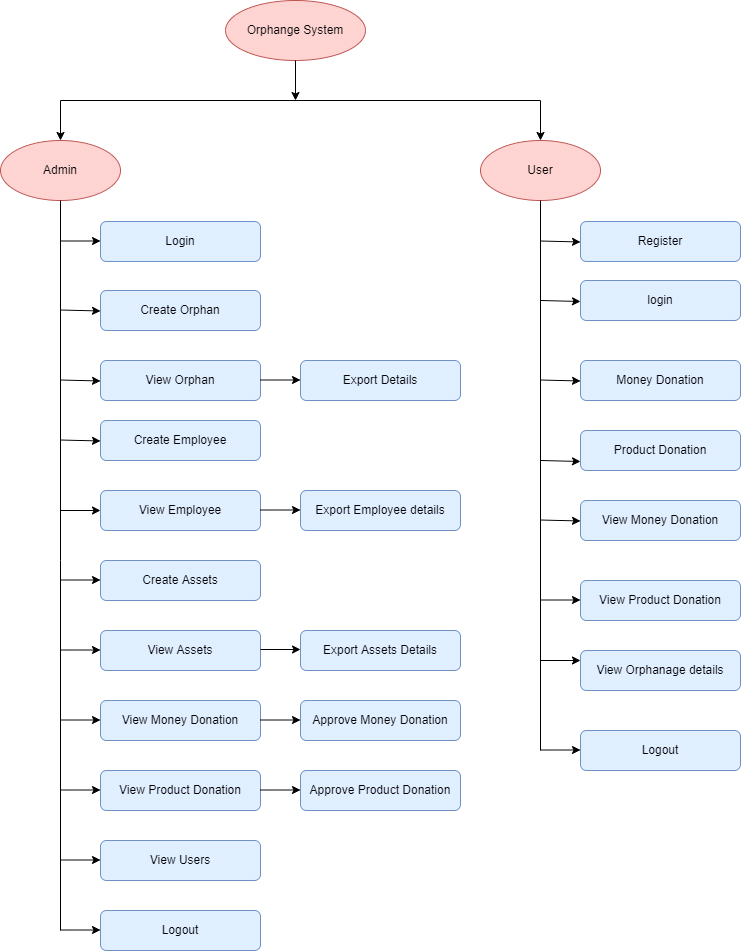 Orphange System
Admin
User
Login
Create Orphan
View Orphan
Export Details
Create Employee
View Employee
Export Employee details
Create Assets
View Assets
Export Assets Details
View Money Donation
Approve Money Donation
View Product Donation
Approve Product Donation
View Users
Logout
Register
login
Money Donation
Product Donation
View Money Donation
View Product Donation
View Orphanage details
Logout